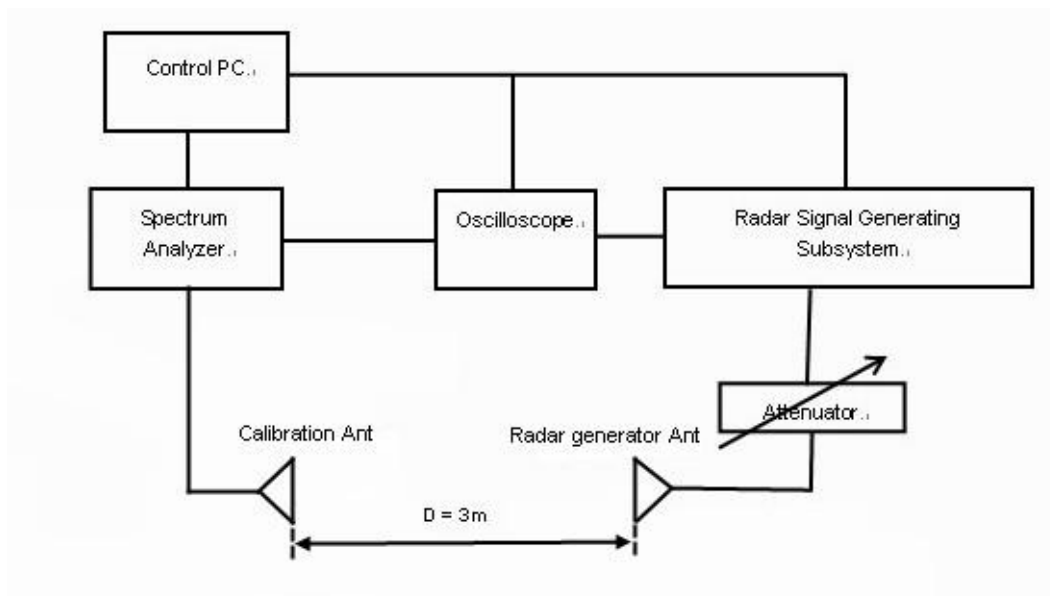 Control PC.
Spectrum
Analyzer.
Oscilloscope.
Radar Signal Generating
Subsystem.
Attenuator.
Calibration Ant
Radar generator Ant
D = 3m